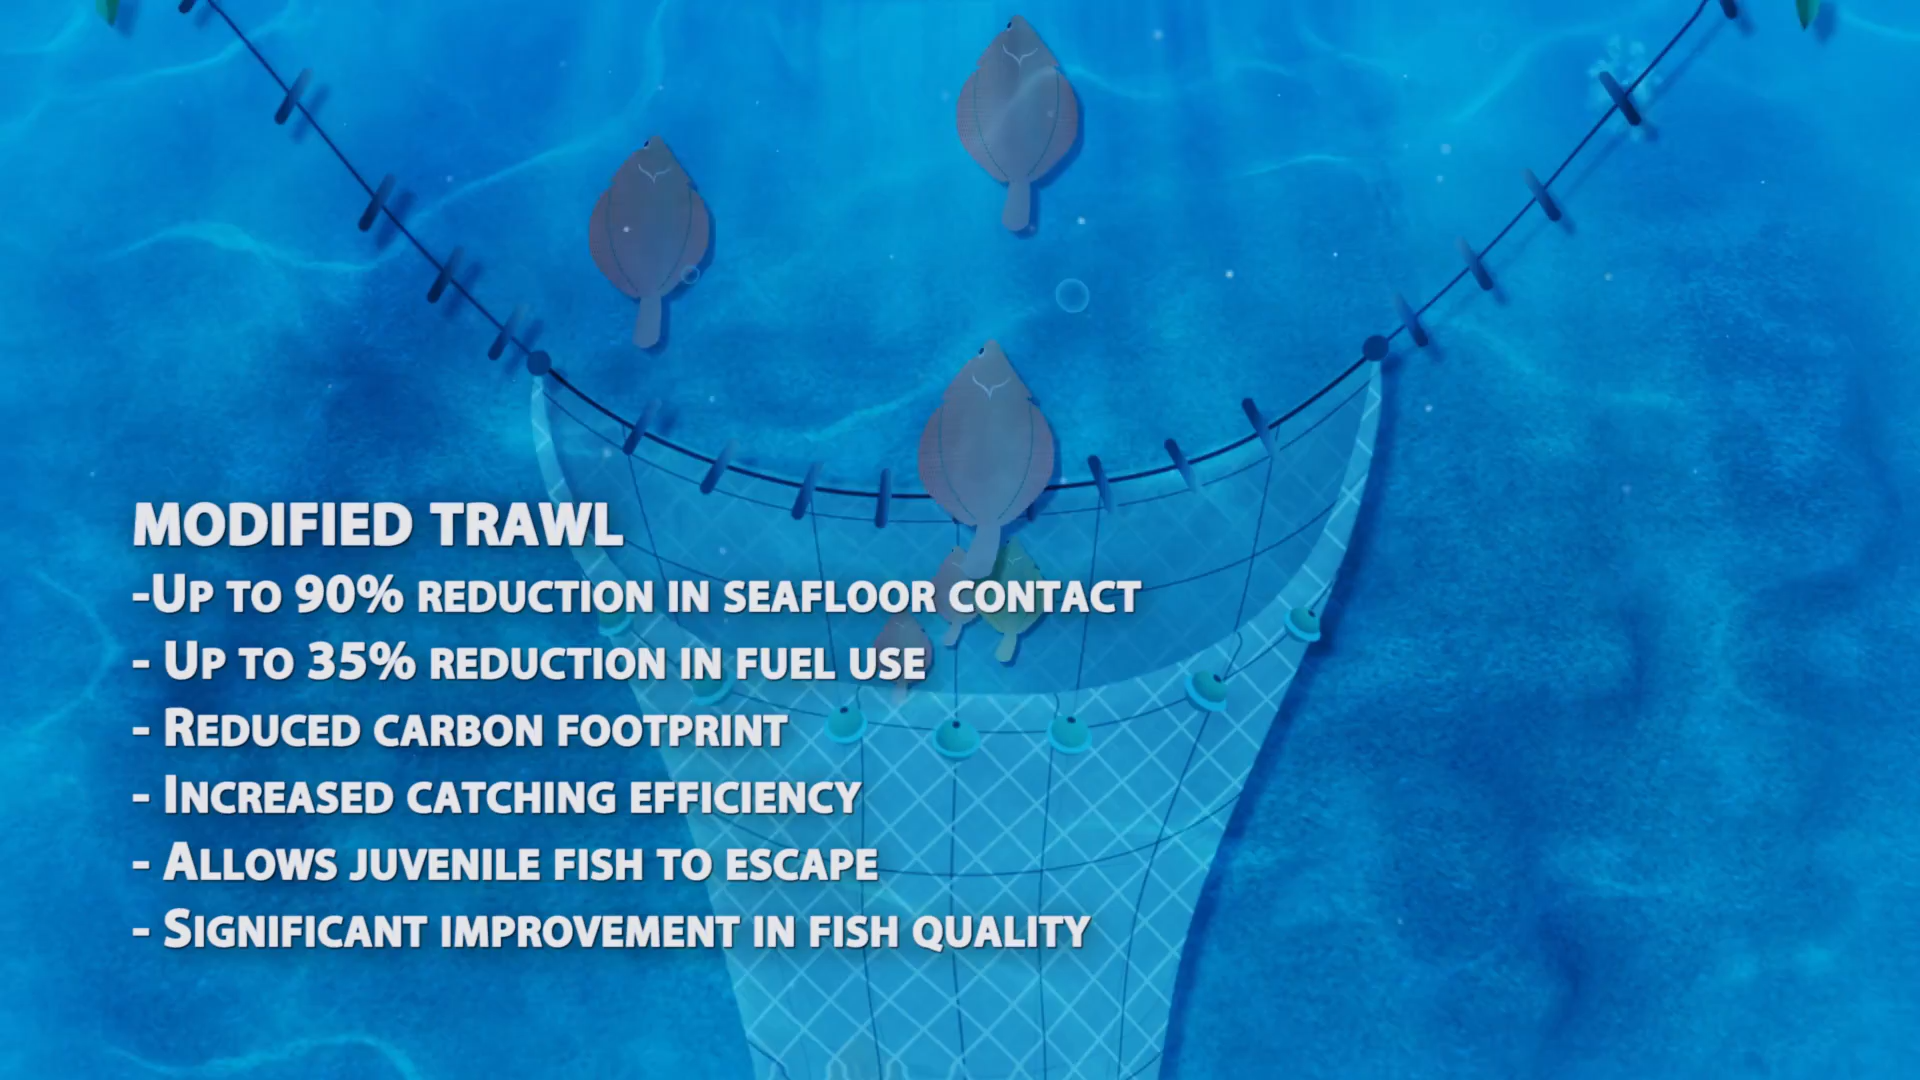 MODIFIED TRAWL
-UP TO 90% REDUCTION IN SEAFLOOR CONTACT
- UP TO 35% REDUCTION IN FUEL USE
- REDUCED CARBON FOOTPRINT
- INCREASED CATCHING EFFICIENCY
- ALLOWS JUVENILE FISH TO ESCAPE
- SIGNIFICANT IMPROVEMENT IN FISH QUALITY